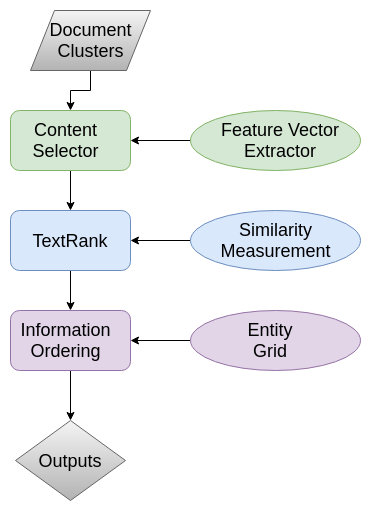 Document
Clusters
Content
Selector
Feature Vector
Extractor
TextRank
Similarity
Measurement
Information
Ordering
Entity
Grid
Outputs